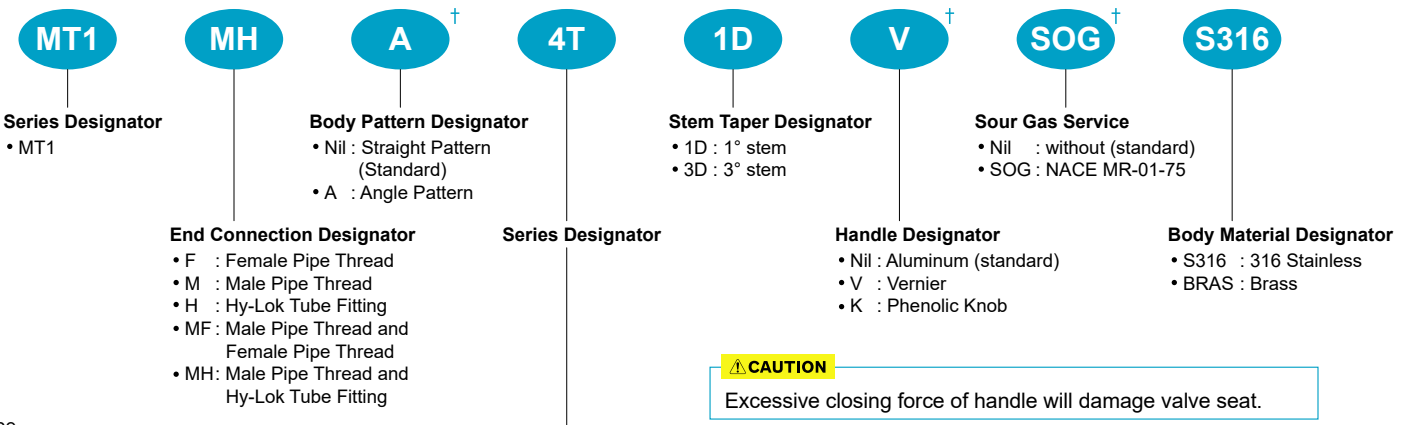 MT1 MH A † 4T 1D V † SOG † S316
Series Designator
• MT1
Body Pattern Designator
• Nil : Straight Pattern
(Standard)
• A : Angle Pattern
Stem Taper Designator
• 1D : 1° stem
• 3D : 3° stem
Sour Gas Service
• Nil : without (standard)
• SOG : NACE MR-01-75
End Connection Designator
• F : Female Pipe Thread
• M : Male Pipe Thread
• H : Hy-Lok Tube Fitting
• MF : Male Pipe Thread and
Female Pipe Thread
• MH: Male Pipe Thread and
Hy-Lok Tube Fitting
Series Designator
Handle Designator
• Nil : Aluminum (standard)
• V : Vernier
• K : Phenolic Knob
Body Material Designator
• S316 : 316 Stainless
• BRAS : Brass
⚠CAUTION
Excessive closing force of handle will damage valve seat.